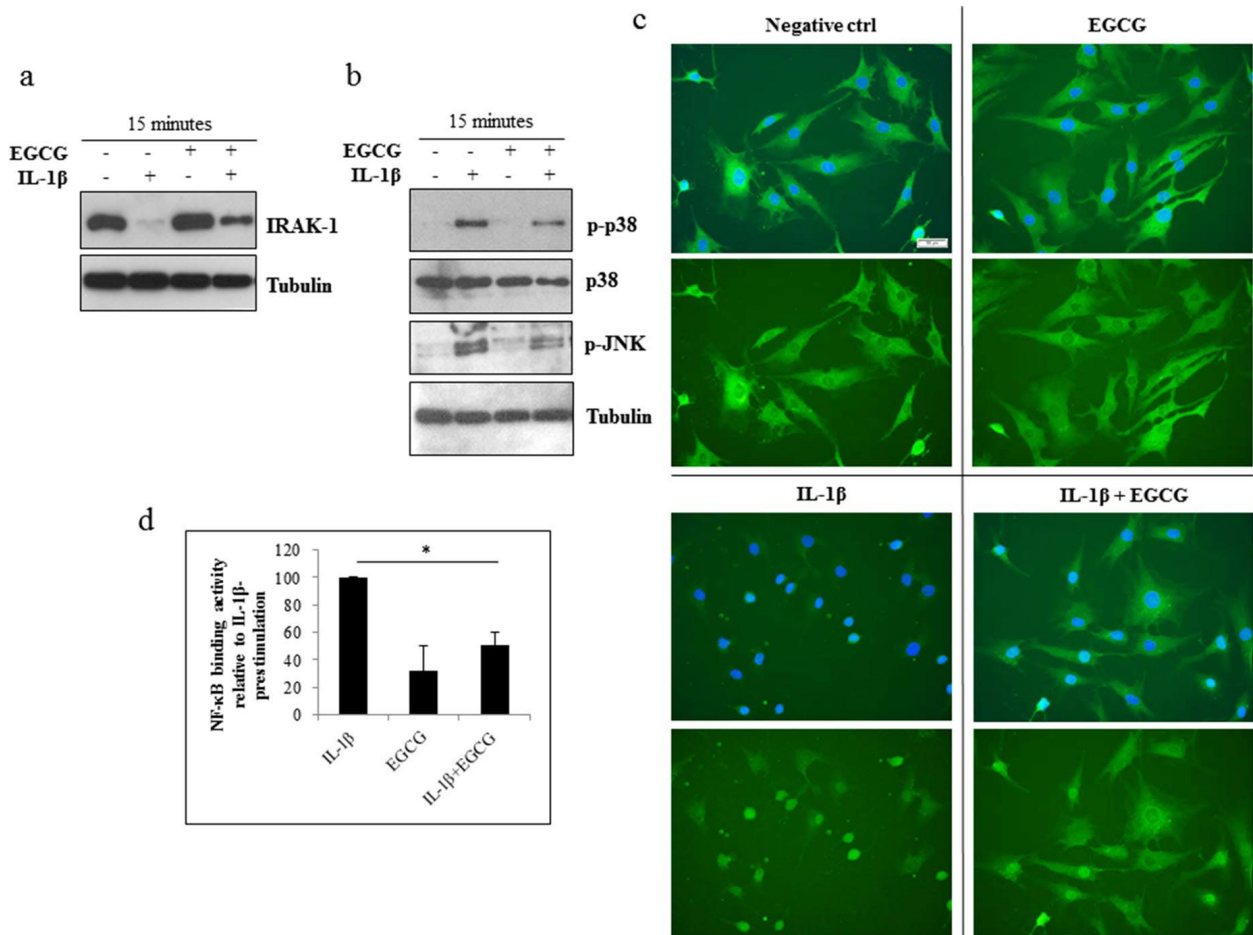 a
15 minutes
EGCG - - + +
IL-1β - + - +
IRAK-1
Tubulin
b
15 minutes
EGCG - - + +
IL-1β - + - +
p-p38
p38
p-JNK
Tubulin
c
Negative ctrl
EGCG
IL-1β
IL-1β + EGCG
d
NF-κB binding activity
relative to IL-1β-
prestimulation
120
100
80
60
40
20
0
*
IL-1β
EGCG
IL-1β+EGCG